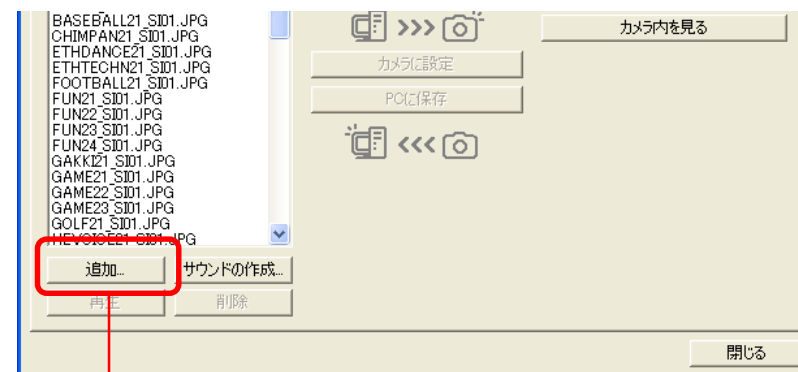 BASEBALL21_SI01.JPG
CHIMPAN21_SI01.JPG
ETHDANCE21_SI01.JPG
ETHTECHN21_SI01.JPG
FOOTBALL21_SI01.JPG
FUN21_SI01.JPG
FUN22_SI01.JPG
FUN23_SI01.JPG
FUN24_SI01.JPG
GAKKI21_SI01.JPG
GAME21_SI01.JPG
GAME22_SI01.JPG
GAME23_SI01.JPG
GOLF21_SI01.JPG
HEVOICE21_SI01.JPG
追加...
サウンドの作成...
再生
削除
>>>
カメラに設定
PCに保存
<<<
カメラ内を見る
閉じる